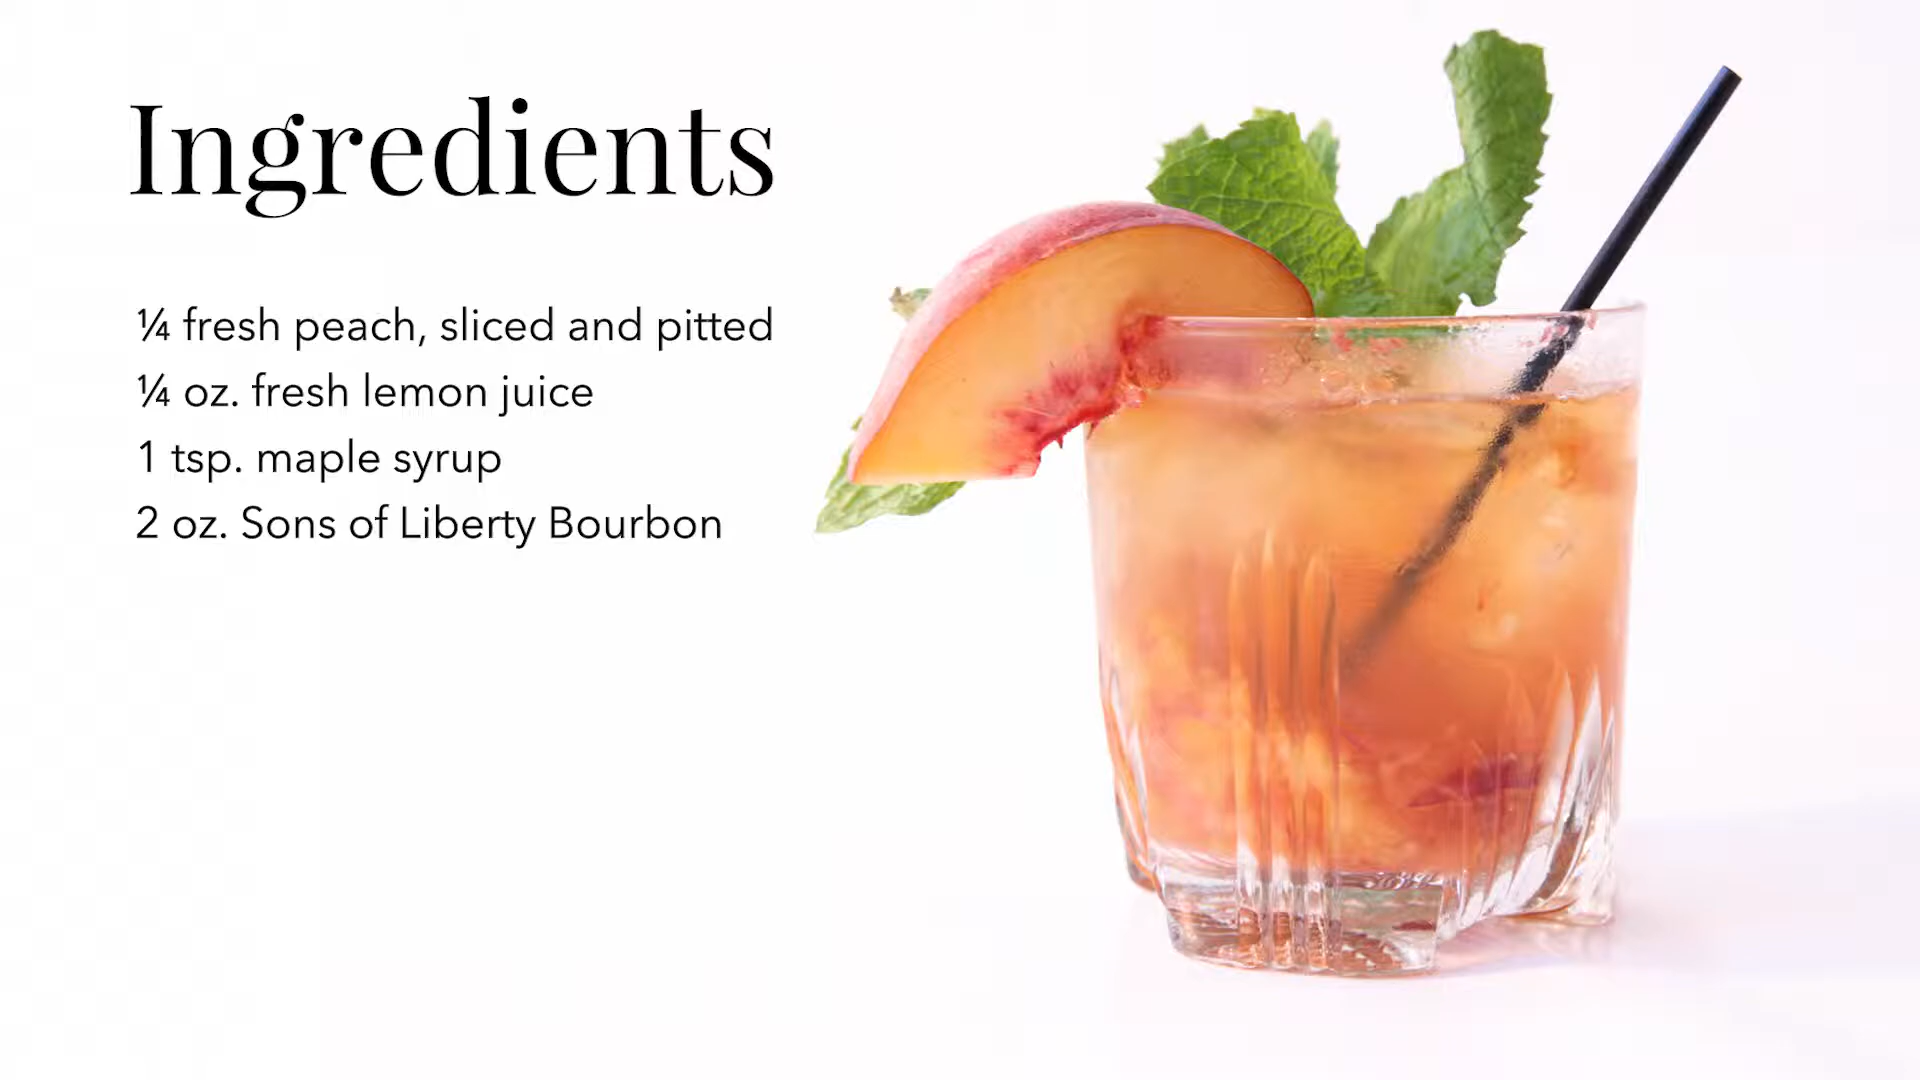 Ingredients
¼ fresh peach, sliced and pitted
¼ oz. fresh lemon juice
1 tsp. maple syrup
2 oz. Sons of Liberty Bourbon